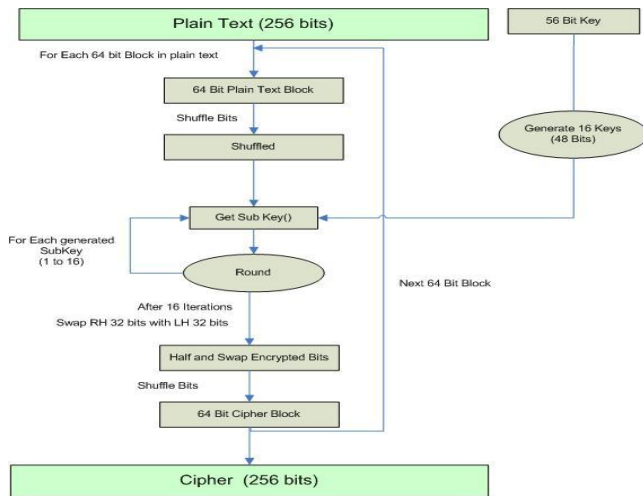 Plain Text (256 bits)
56 Bit Key
For Each 64 bit Block in plain text
64 Bit Plain Text Block
Shuffle Bits
Generate 16 Keys
(48 Bits)
Shuffled
Get Sub Key()
For Each generated
SubKey
(1 to 16)
Round
Next 64 Bit Block
After 16 Iterations
Swap RH 32 bits with LH 32 bits
Half and Swap Encrypted Bits
Shuffle Bits
64 Bit Cipher Block
Cipher (256 bits)